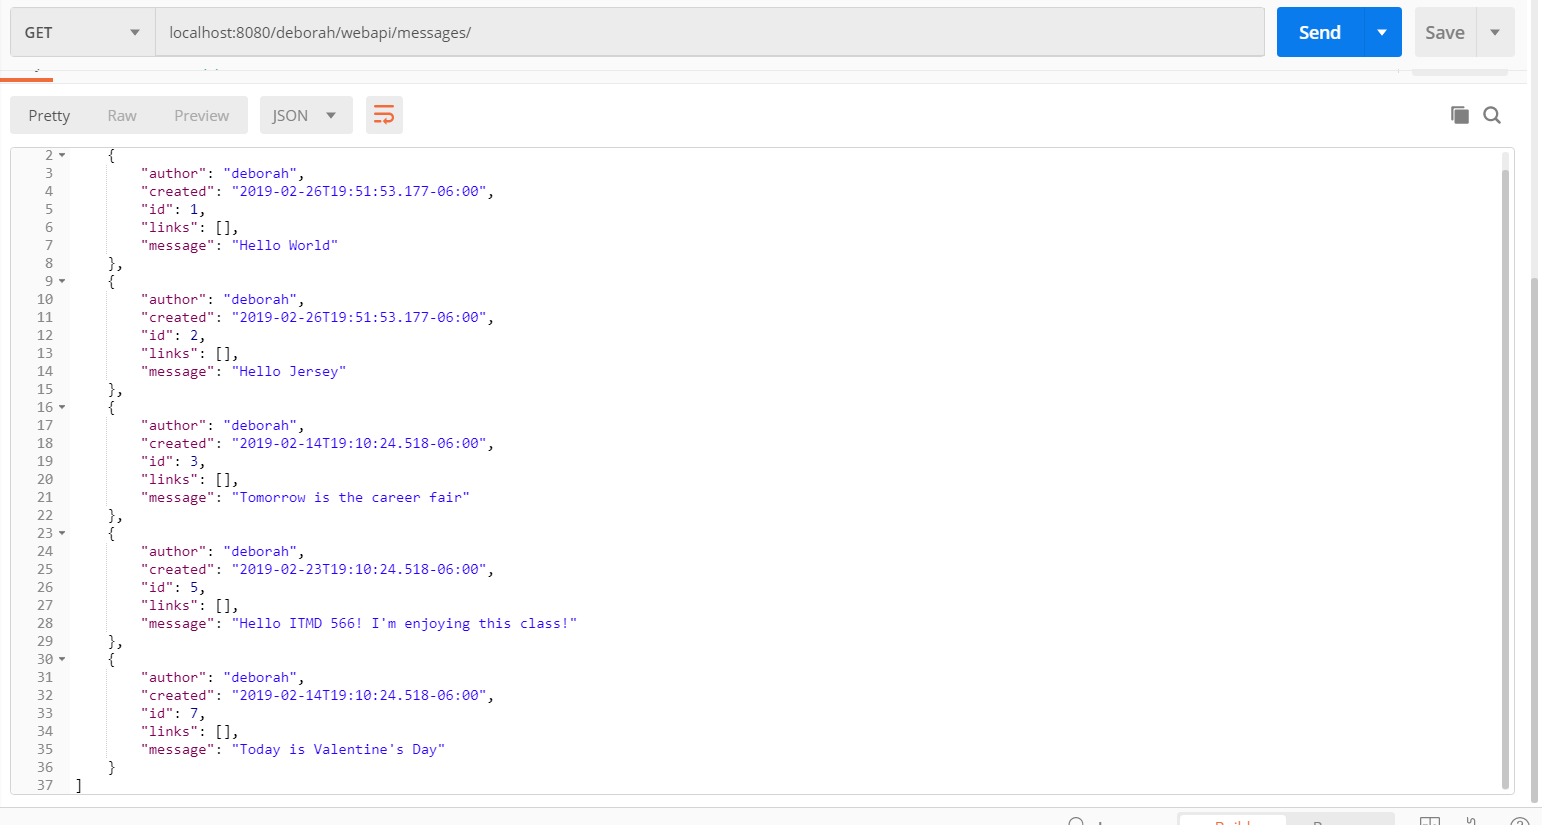 GET
localhost:8080/deborah/webapi/messages/
Send
Save
Pretty
Raw
Preview
JSON
2 {
3 "author": "deborah",
4 "created": "2019-02-26T19:51:53.177-06:00",
5 "id": 1,
6 "links": [],
7 "message": "Hello World"
8 },
9 {
10 "author": "deborah",
11 "created": "2019-02-26T19:51:53.177-06:00",
12 "id": 2,
13 "links": [],
14 "message": "Hello Jersey"
15 },
16 {
17 "author": "deborah",
18 "created": "2019-02-14T19:10:24.518-06:00",
19 "id": 3,
20 "links": [],
21 "message": "Tomorrow is the career fair"
22 },
23 {
24 "author": "deborah",
25 "created": "2019-02-23T19:10:24.518-06:00",
26 "id": 5,
27 "links": [],
28 "message": "Hello ITMD 566! I'm enjoying this class!"
29 },
30 {
31 "author": "deborah",
32 "created": "2019-02-14T19:10:24.518-06:00",
33 "id": 7,
34 "links": [],
35 "message": "Today is Valentine's Day"
36 }
37 ]